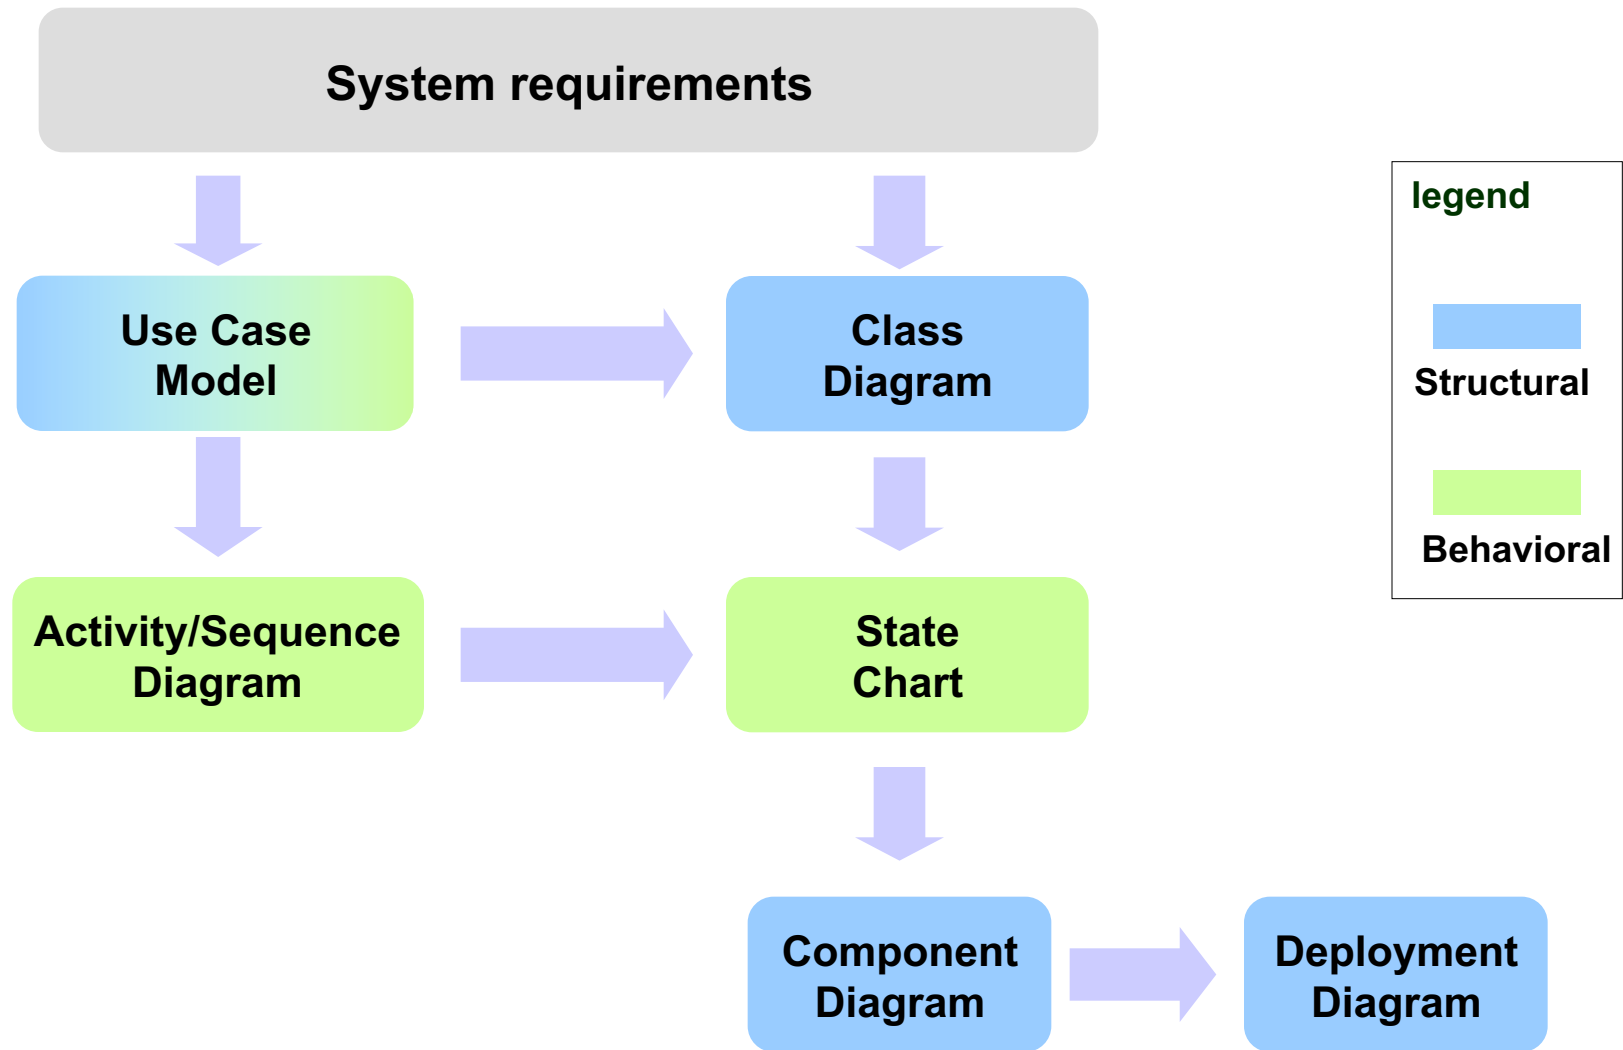 System requirements
legend
Use Case
Model
Class
Diagram
Structural
Behavioral
Activity/Sequence
Diagram
State
Chart
Component
Diagram
Deployment
Diagram